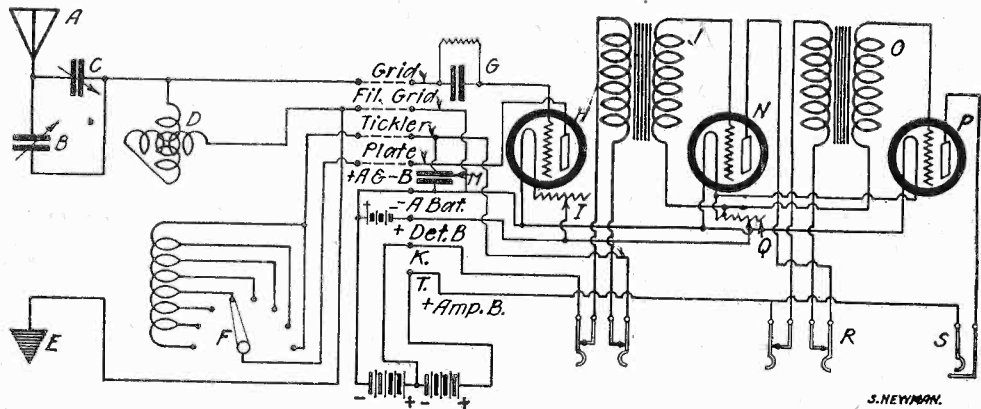 A
C
B
D
E
F
Grid
Fil. Grid
Tickler
Plate
+A &-B
- A Bat.
+ Det. B
K.
T.
+ Amp. B.
G
H
I
M
J
N
Q
O
P
R
S
+ -
- + - +
S. NEWMAN.